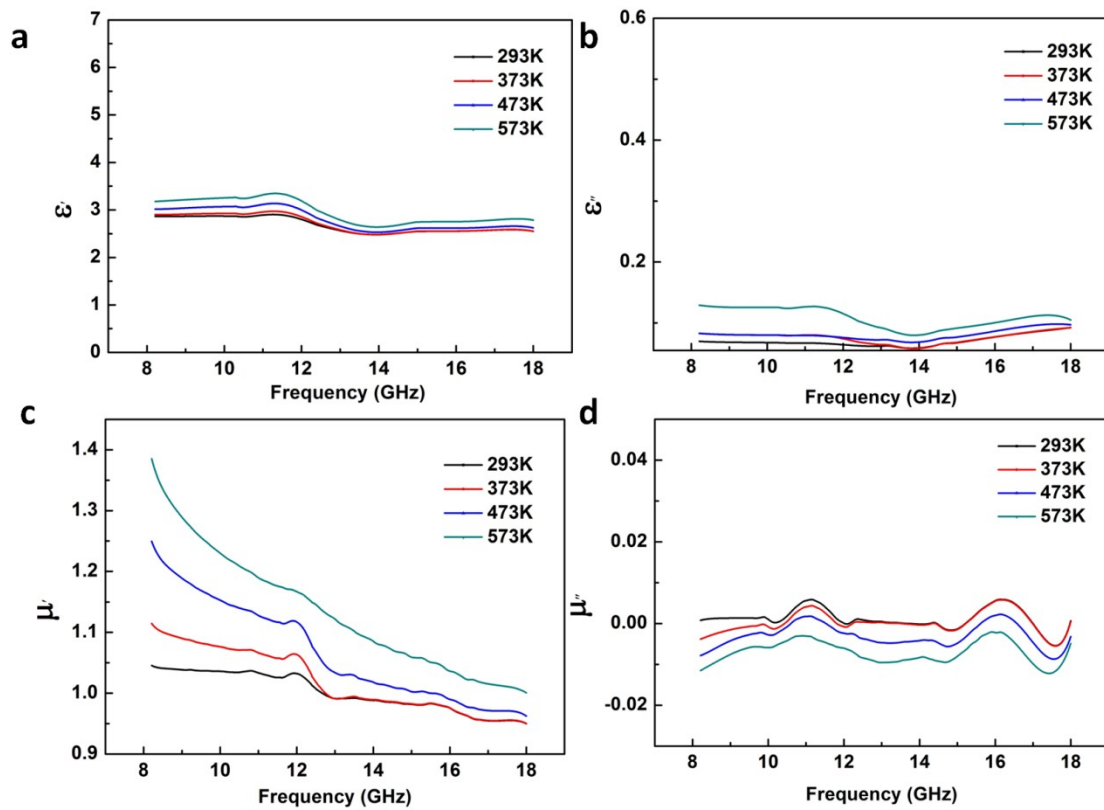 a
7
6
5
4
3
2
1
0
ε′
293K
373K
473K
573K
8 10 12 14 16 18
Frequency (GHz)
b
0.6
0.4
0.2
ε″
293K
373K
473K
573K
8 10 12 14 16 18
Frequency (GHz)
c
1.4
1.3
1.2
1.1
1.0
0.9
μ′
293K
373K
473K
573K
8 10 12 14 16 18
Frequency (GHz)
d
0.04
0.02
0.00
-0.02
μ″
293K
373K
473K
573K
8 10 12 14 16 18
Frequency (GHz)